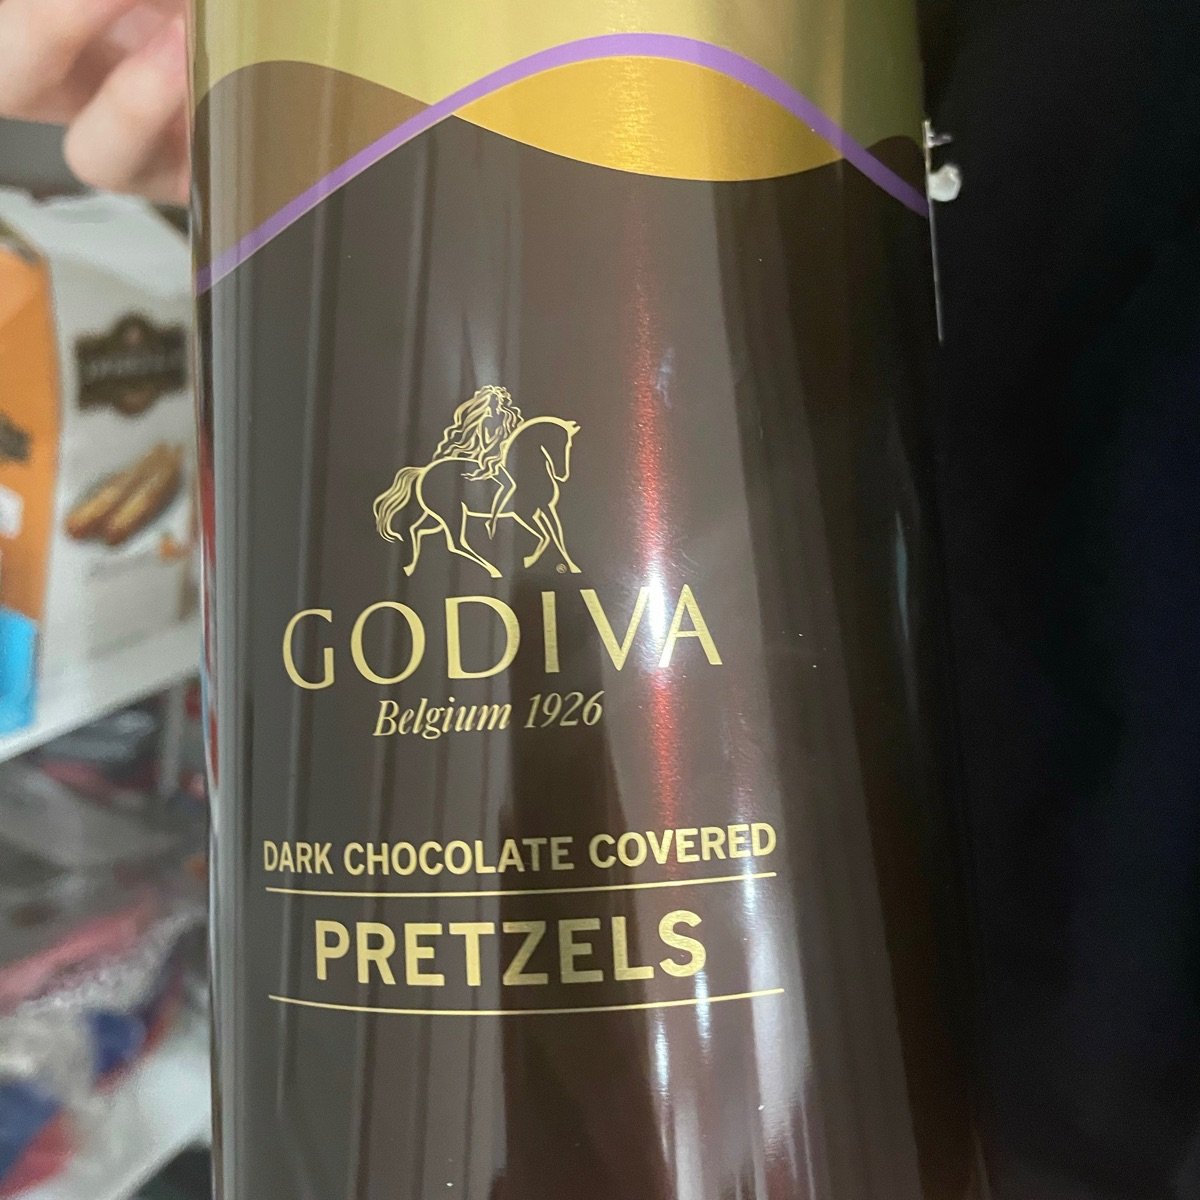 GODIVA
Belgium 1926
DARK CHOCOLATE COVERED
PRETZELS